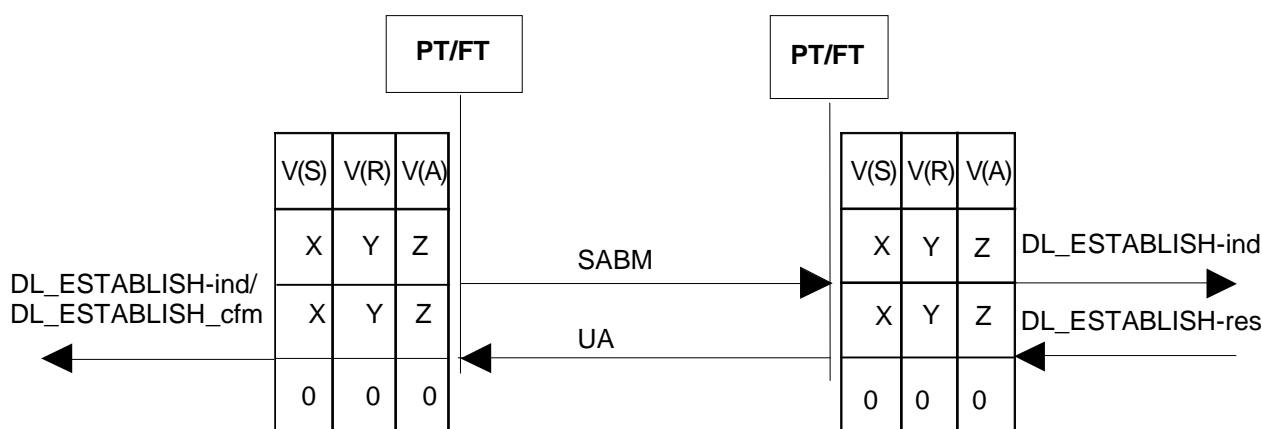 PT/FT
PT/FT
V(S) V(R) V(A)
V(S) V(R) V(A)
X Y Z
X Y Z
DL_ESTABLISH-ind
SABM
DL_ESTABLISH-ind/
DL_ESTABLISH_cfm
X Y Z
X Y Z
DL_ESTABLISH-res
UA
0 0 0
0 0 0